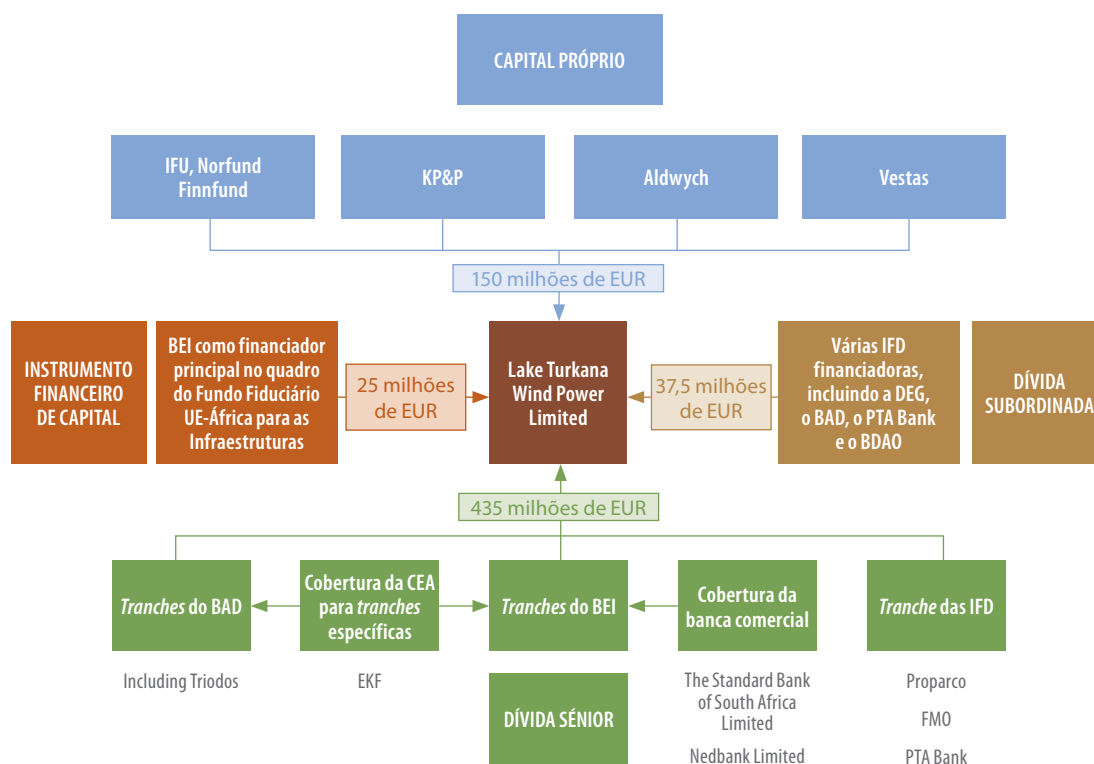 CAPITAL PRÓPRIO
IFU, Norfund
Finnfund
KP&P
Aldwych
Vestas
150 milhões de EUR
INSTRUMENTO
FINANCEIRO
DE CAPITAL
BEI como financiador
principal no quadro
do Fundo Fiduciário
UE-África para as
Infraestruturas
25 milhões
de EUR
Lake Turkana
Wind Power
Limited
37,5 milhões
de EUR
Várias IFD
financiadoras,
incluindo a DEG,
o BAD, o PTA Bank
e o BDAO
DÍVIDA
SUBORDINADA
435 milhões de EUR
Tranches do BAD
Cobertura da CEA
para tranches
específicas
Tranches do BEI
Cobertura da
banca comercial
Tranche das IFD
Including Triodos
EKF
DÍVIDA SÉNIOR
The Standard Bank
of South Africa
Limited
Nedbank Limited
Proparco
FMO
PTA Bank